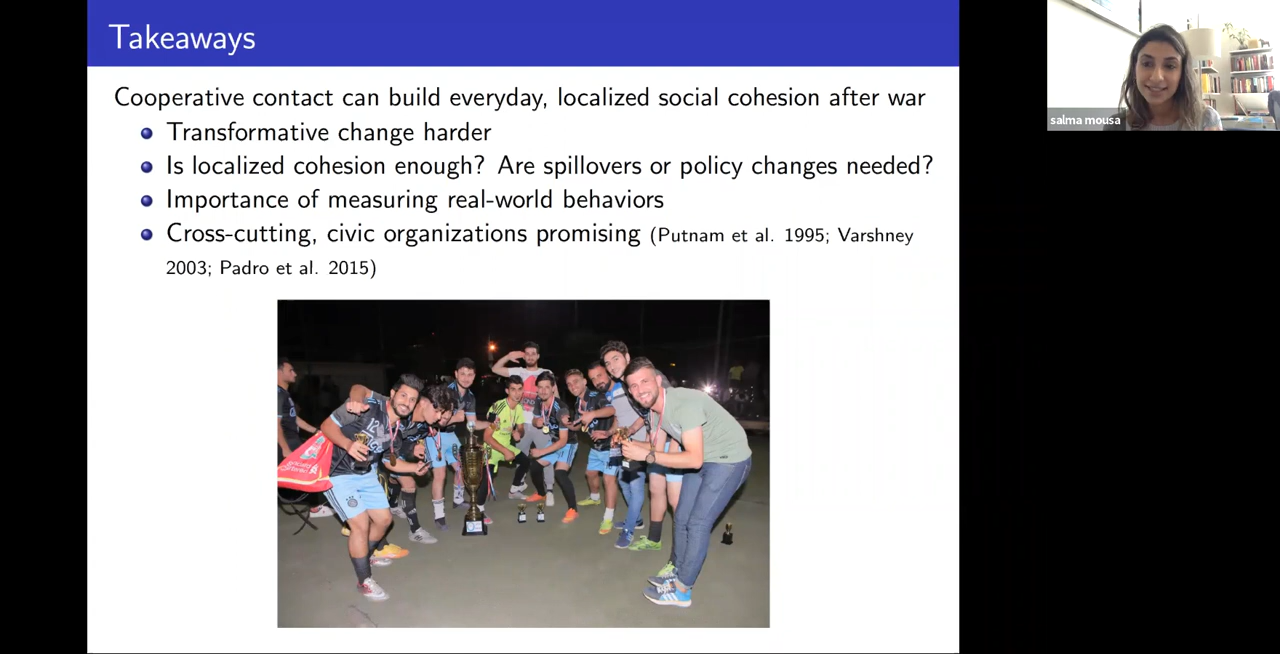 Takeaways
Cooperative contact can build everyday, localized social cohesion after war
Transformative change harder
Is localized cohesion enough? Are spillovers or policy changes needed?
Importance of measuring real-world behaviors
Cross-cutting, civic organizations promising (Putnam et al. 1995; Varshney
2003; Padro et al. 2015)
salma mousa
12